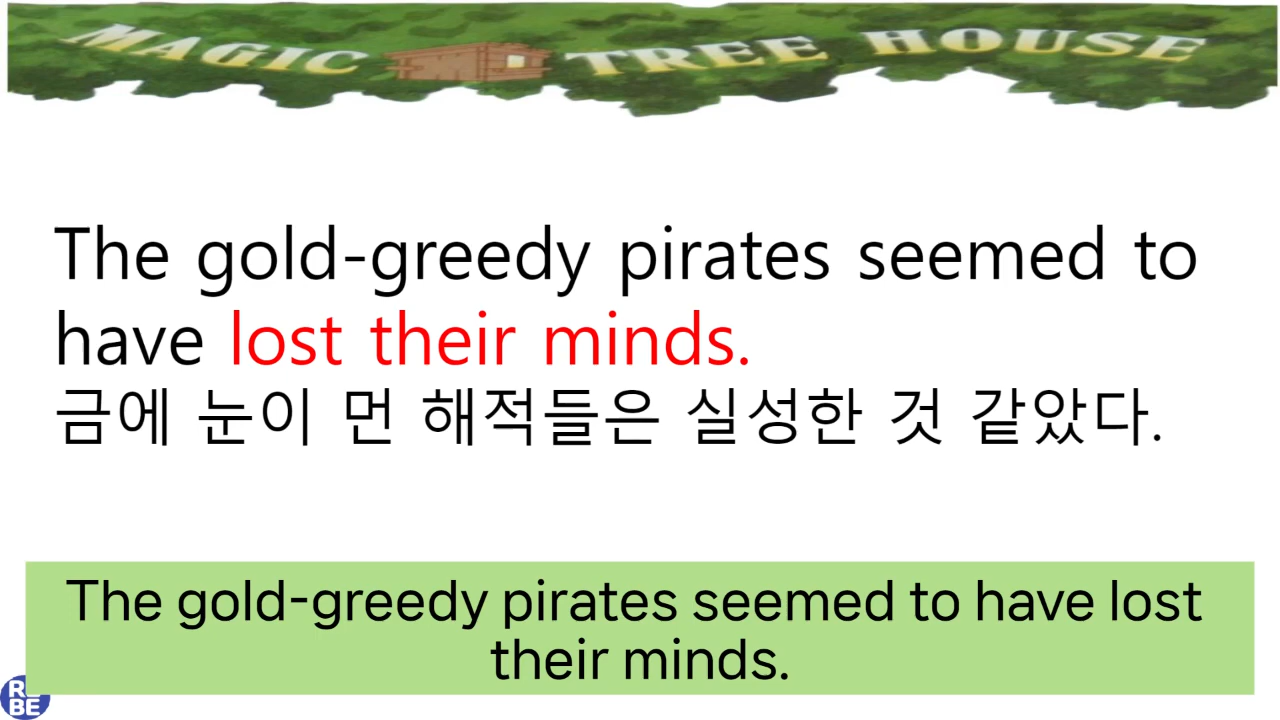 MAGIC TREE HOUSE
The gold-greedy pirates seemed to
have lost their minds.
금에 눈이 먼 해적들은 실성한 것 같았다.
The gold-greedy pirates seemed to have lost
their minds.
BE